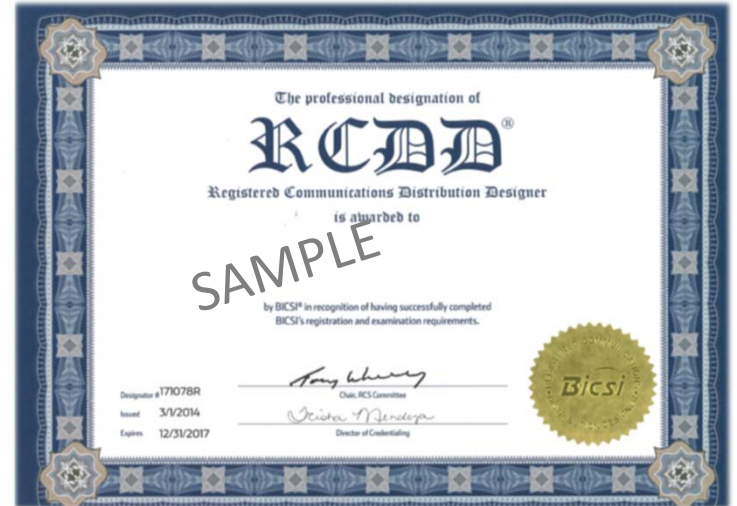 The professional designation of
RCDD®
Registered Communications Distribution Designer
is awarded to
SAMPLE
by BICSI® in recognition of having successfully completed
BICSI's registration and examination requirements.
Designator # 171078R
Chair, RCS Committee
Issued 3/1/2014
Trisha Mendoza
Expires 12/31/2017
Director of Credentialing
Bicsi